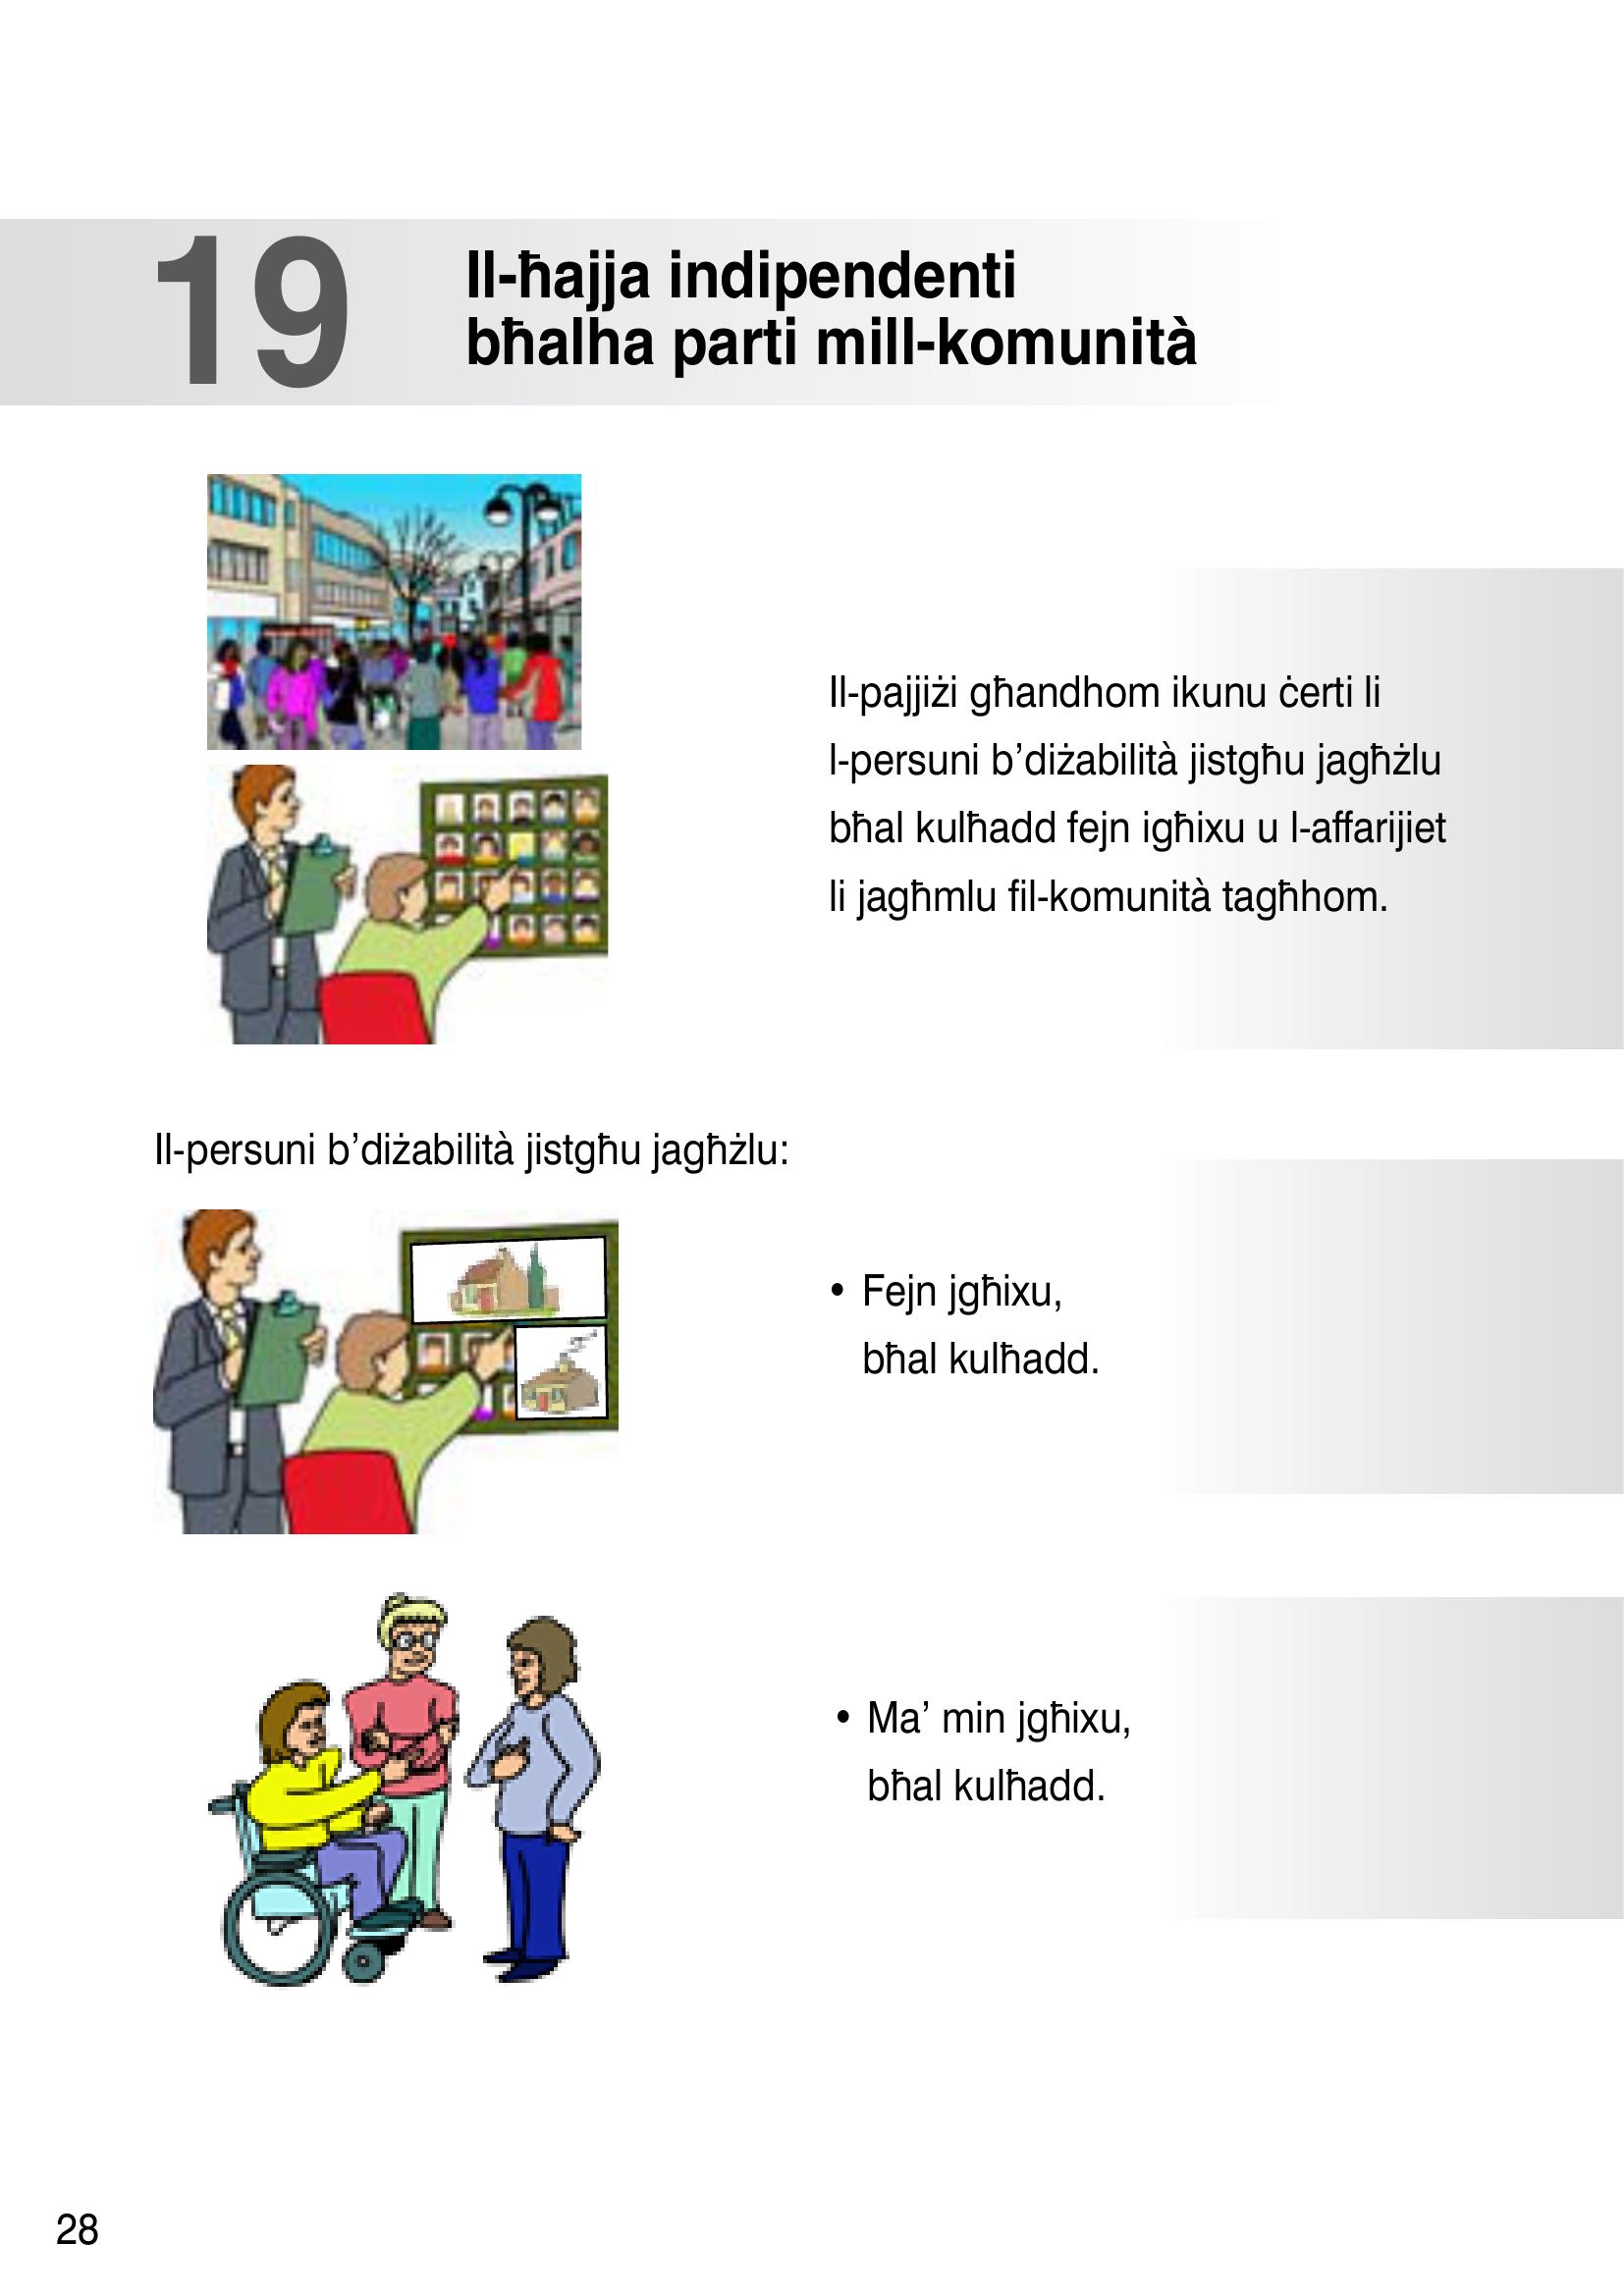 19
Il-ħajja indipendenti
bħalha parti mill-komunità
Il-pajjiżi għandhom ikunu ċerti li
l-persuni b’diżabilità jistgħu jagħżlu
bħal kulħadd fejn igħixu u l-affarijiet
li jagħmlu fil-komunità tagħhom.
Il-persuni b’diżabilità jistgħu jagħżlu:
• Fejn jgħixu,
bħal kulħadd.
• Ma’ min jgħixu,
bħal kulħadd.
28